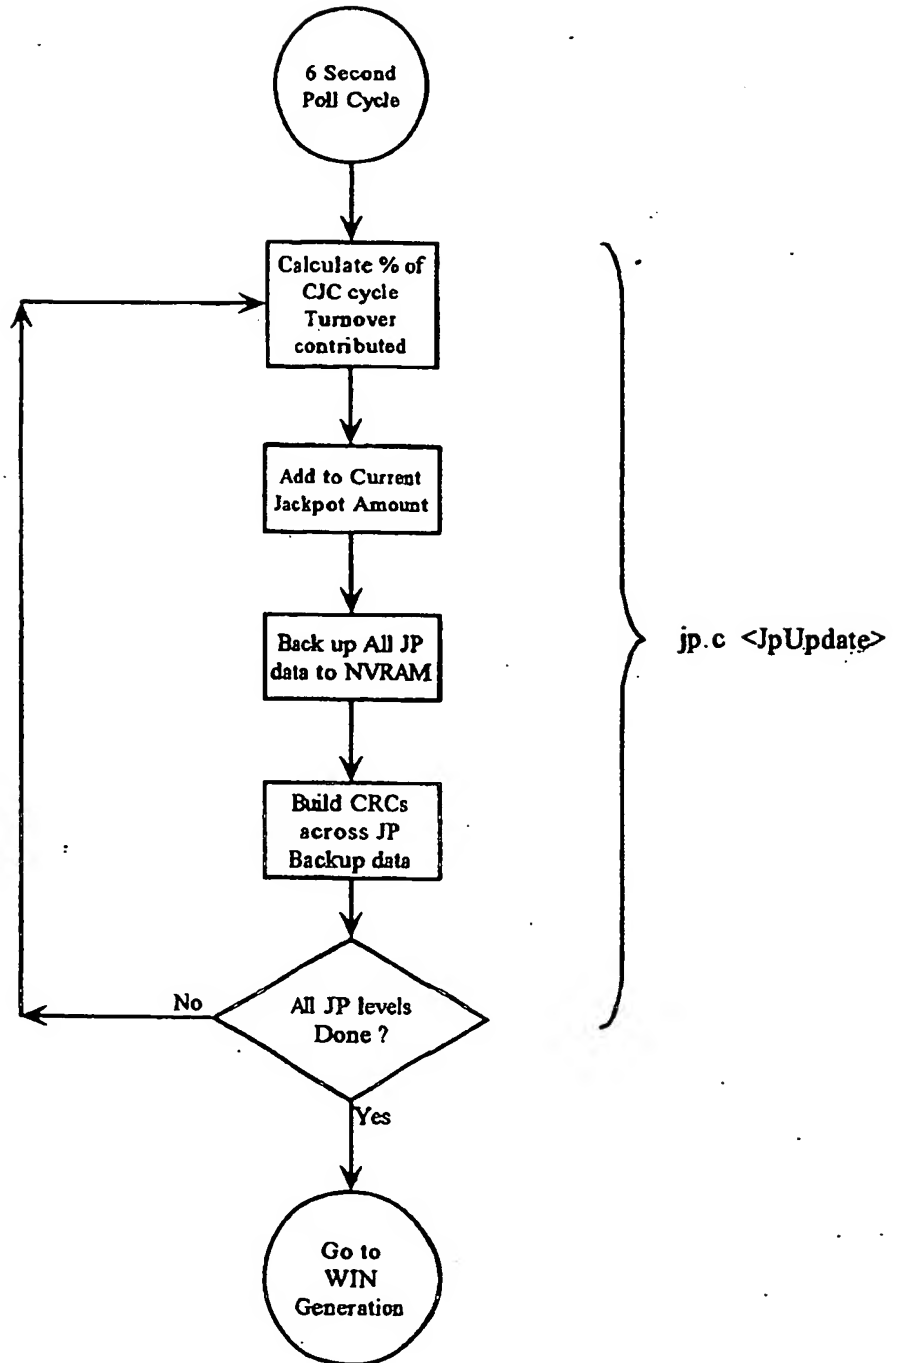 6 Second
Poll Cycle
Calculate % of
CJC cycle
Turnover
contributed
Add to Current
Jackpot Amount
Back up All JP
data to NVRAM
jp.c <JpUpdate>
Build CRCs
across JP
Backup data
No
All JP levels
Done ?
Yes
Go to
WIN
Generation